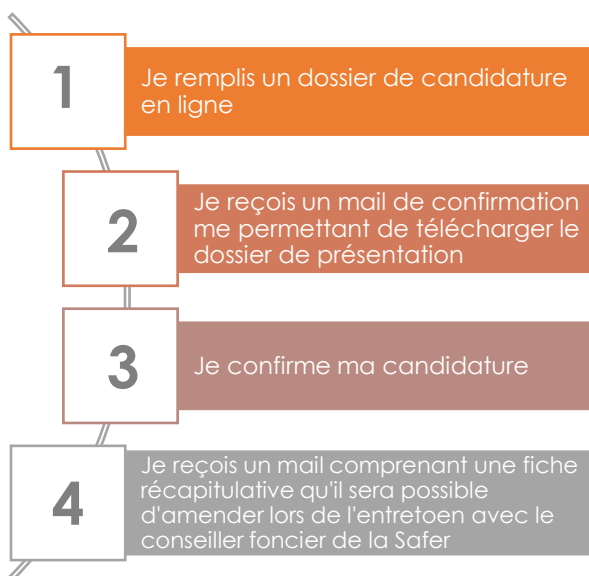 1
Je remplis un dossier de candidature
en ligne
2
Je reçois un mail de confirmation
me permettant de télécharger le
dossier de présentation
3
Je confirme ma candidature
4
Je reçois un mail comprenant une fiche
récapitulative qu'il sera possible
d'amender lors de l'entretoen avec le
conseiller foncier de la Safer